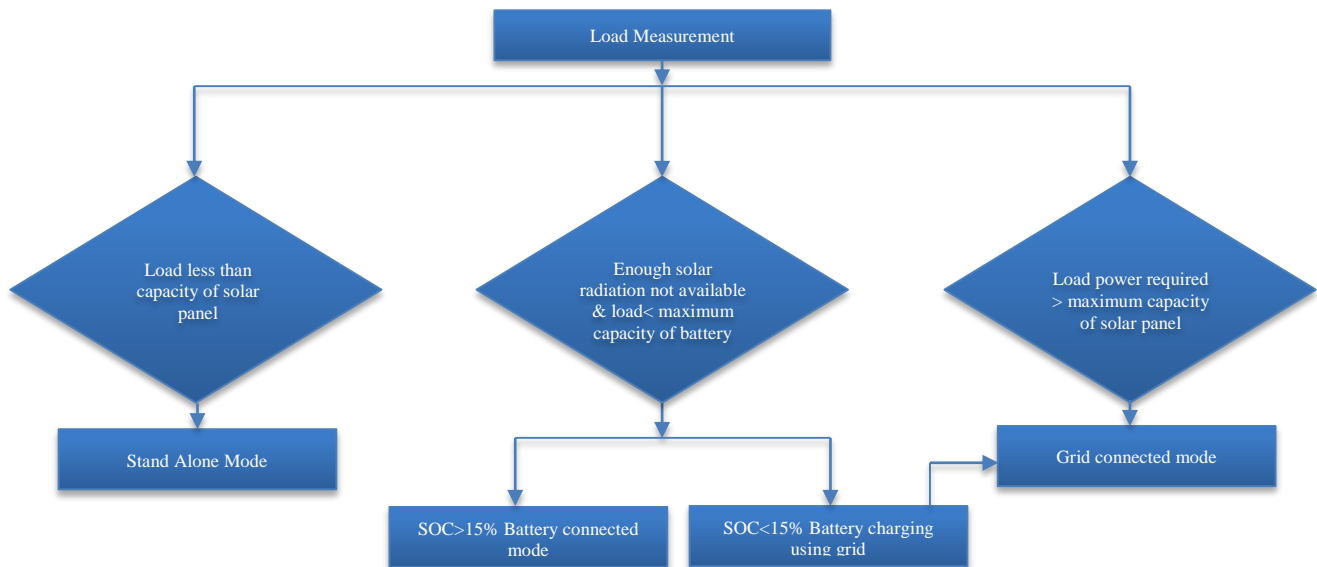 Load Measurement
Load less than
capacity of solar
panel
Enough solar
radiation not available
& load< maximum
capacity of battery
Load power required
> maximum capacity
of solar panel
Stand Alone Mode
Grid connected mode
SOC>15% Battery connected
mode
SOC<15% Battery charging
using grid